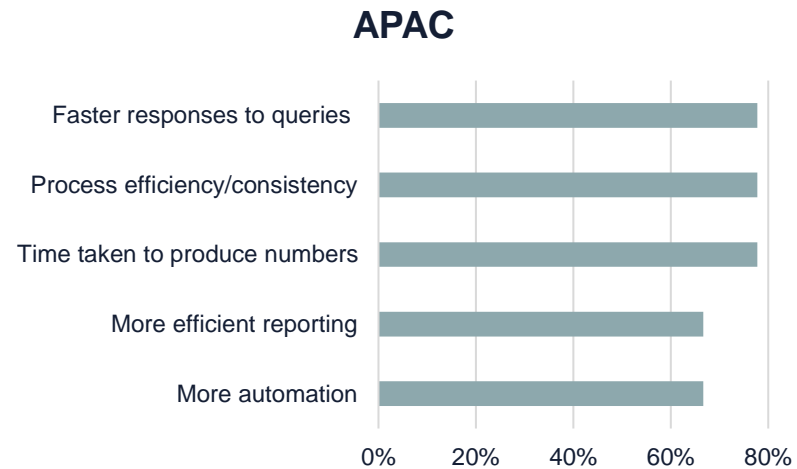 APAC
Faster responses to queries
Process efficiency/consistency
Time taken to produce numbers
More efficient reporting
More automation
0% 20% 40% 60% 80%